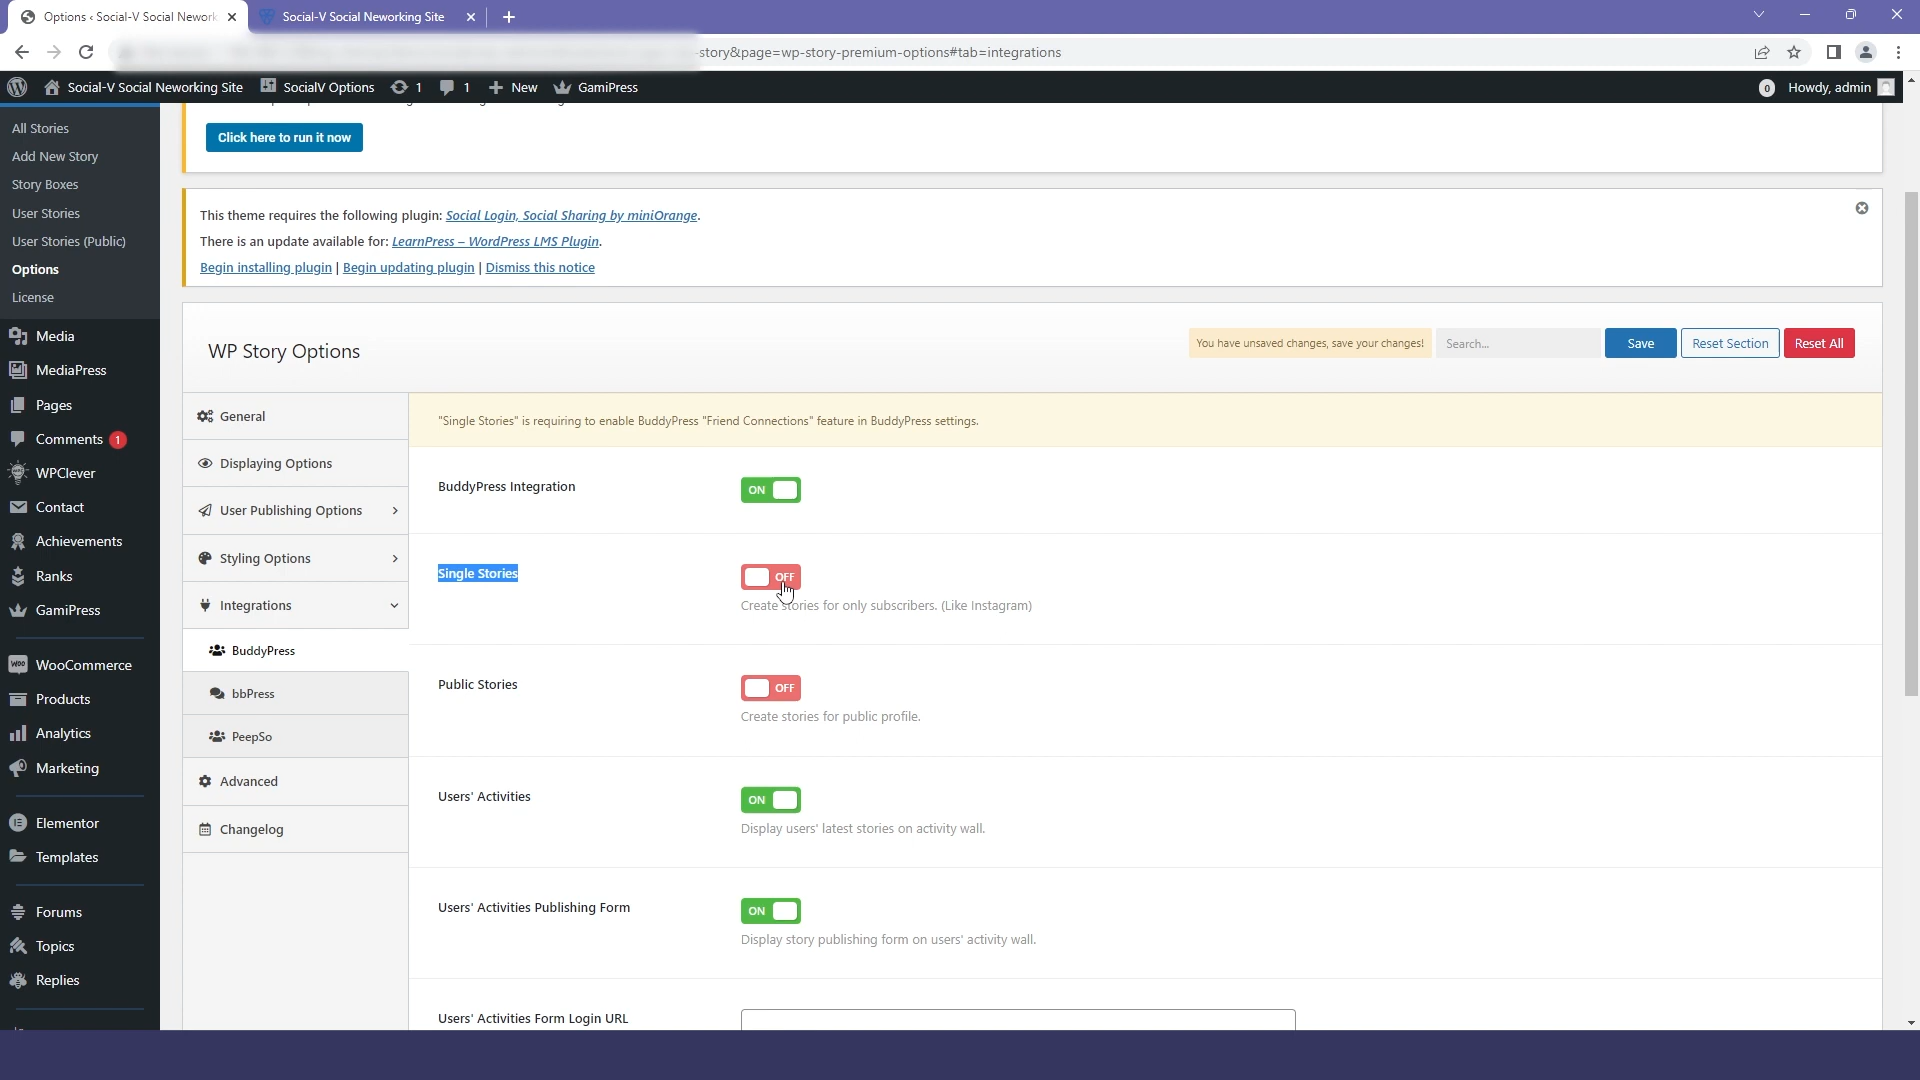 Options ‹ Social-V Social Nework
Social-V Social Neworking Site
-story&page=wp-story-premium-options#tab=integrations
Social-V Social Neworking Site
SocialV Options
1
1
New
GamiPress
0
Howdy, admin
All Stories
Add New Story
Story Boxes
User Stories
User Stories (Public)
Options
License
Media
MediaPress
Pages
Comments 1
WPClever
Contact
Achievements
Ranks
GamiPress
WooCommerce
Products
Analytics
Marketing
Elementor
Templates
Forums
Topics
Replies
Click here to run it now
This theme requires the following plugin: Social Login, Social Sharing by miniOrange.
There is an update available for: LearnPress – WordPress LMS Plugin.
Begin installing plugin | Begin updating plugin | Dismiss this notice
WP Story Options
You have unsaved changes, save your changes!
Search...
Save
Reset Section
Reset All
General
Displaying Options
User Publishing Options
Styling Options
Integrations
BuddyPress
bbPress
PeepSo
Advanced
Changelog
"Single Stories" is requiring to enable BuddyPress "Friend Connections" feature in BuddyPress settings.
BuddyPress Integration
ON
Single Stories
OFF
Create stories for only subscribers. (Like Instagram)
Public Stories
OFF
Create stories for public profile.
Users' Activities
ON
Display users' latest stories on activity wall.
Users' Activities Publishing Form
ON
Display story publishing form on users' activity wall.
Users' Activities Form Login URL